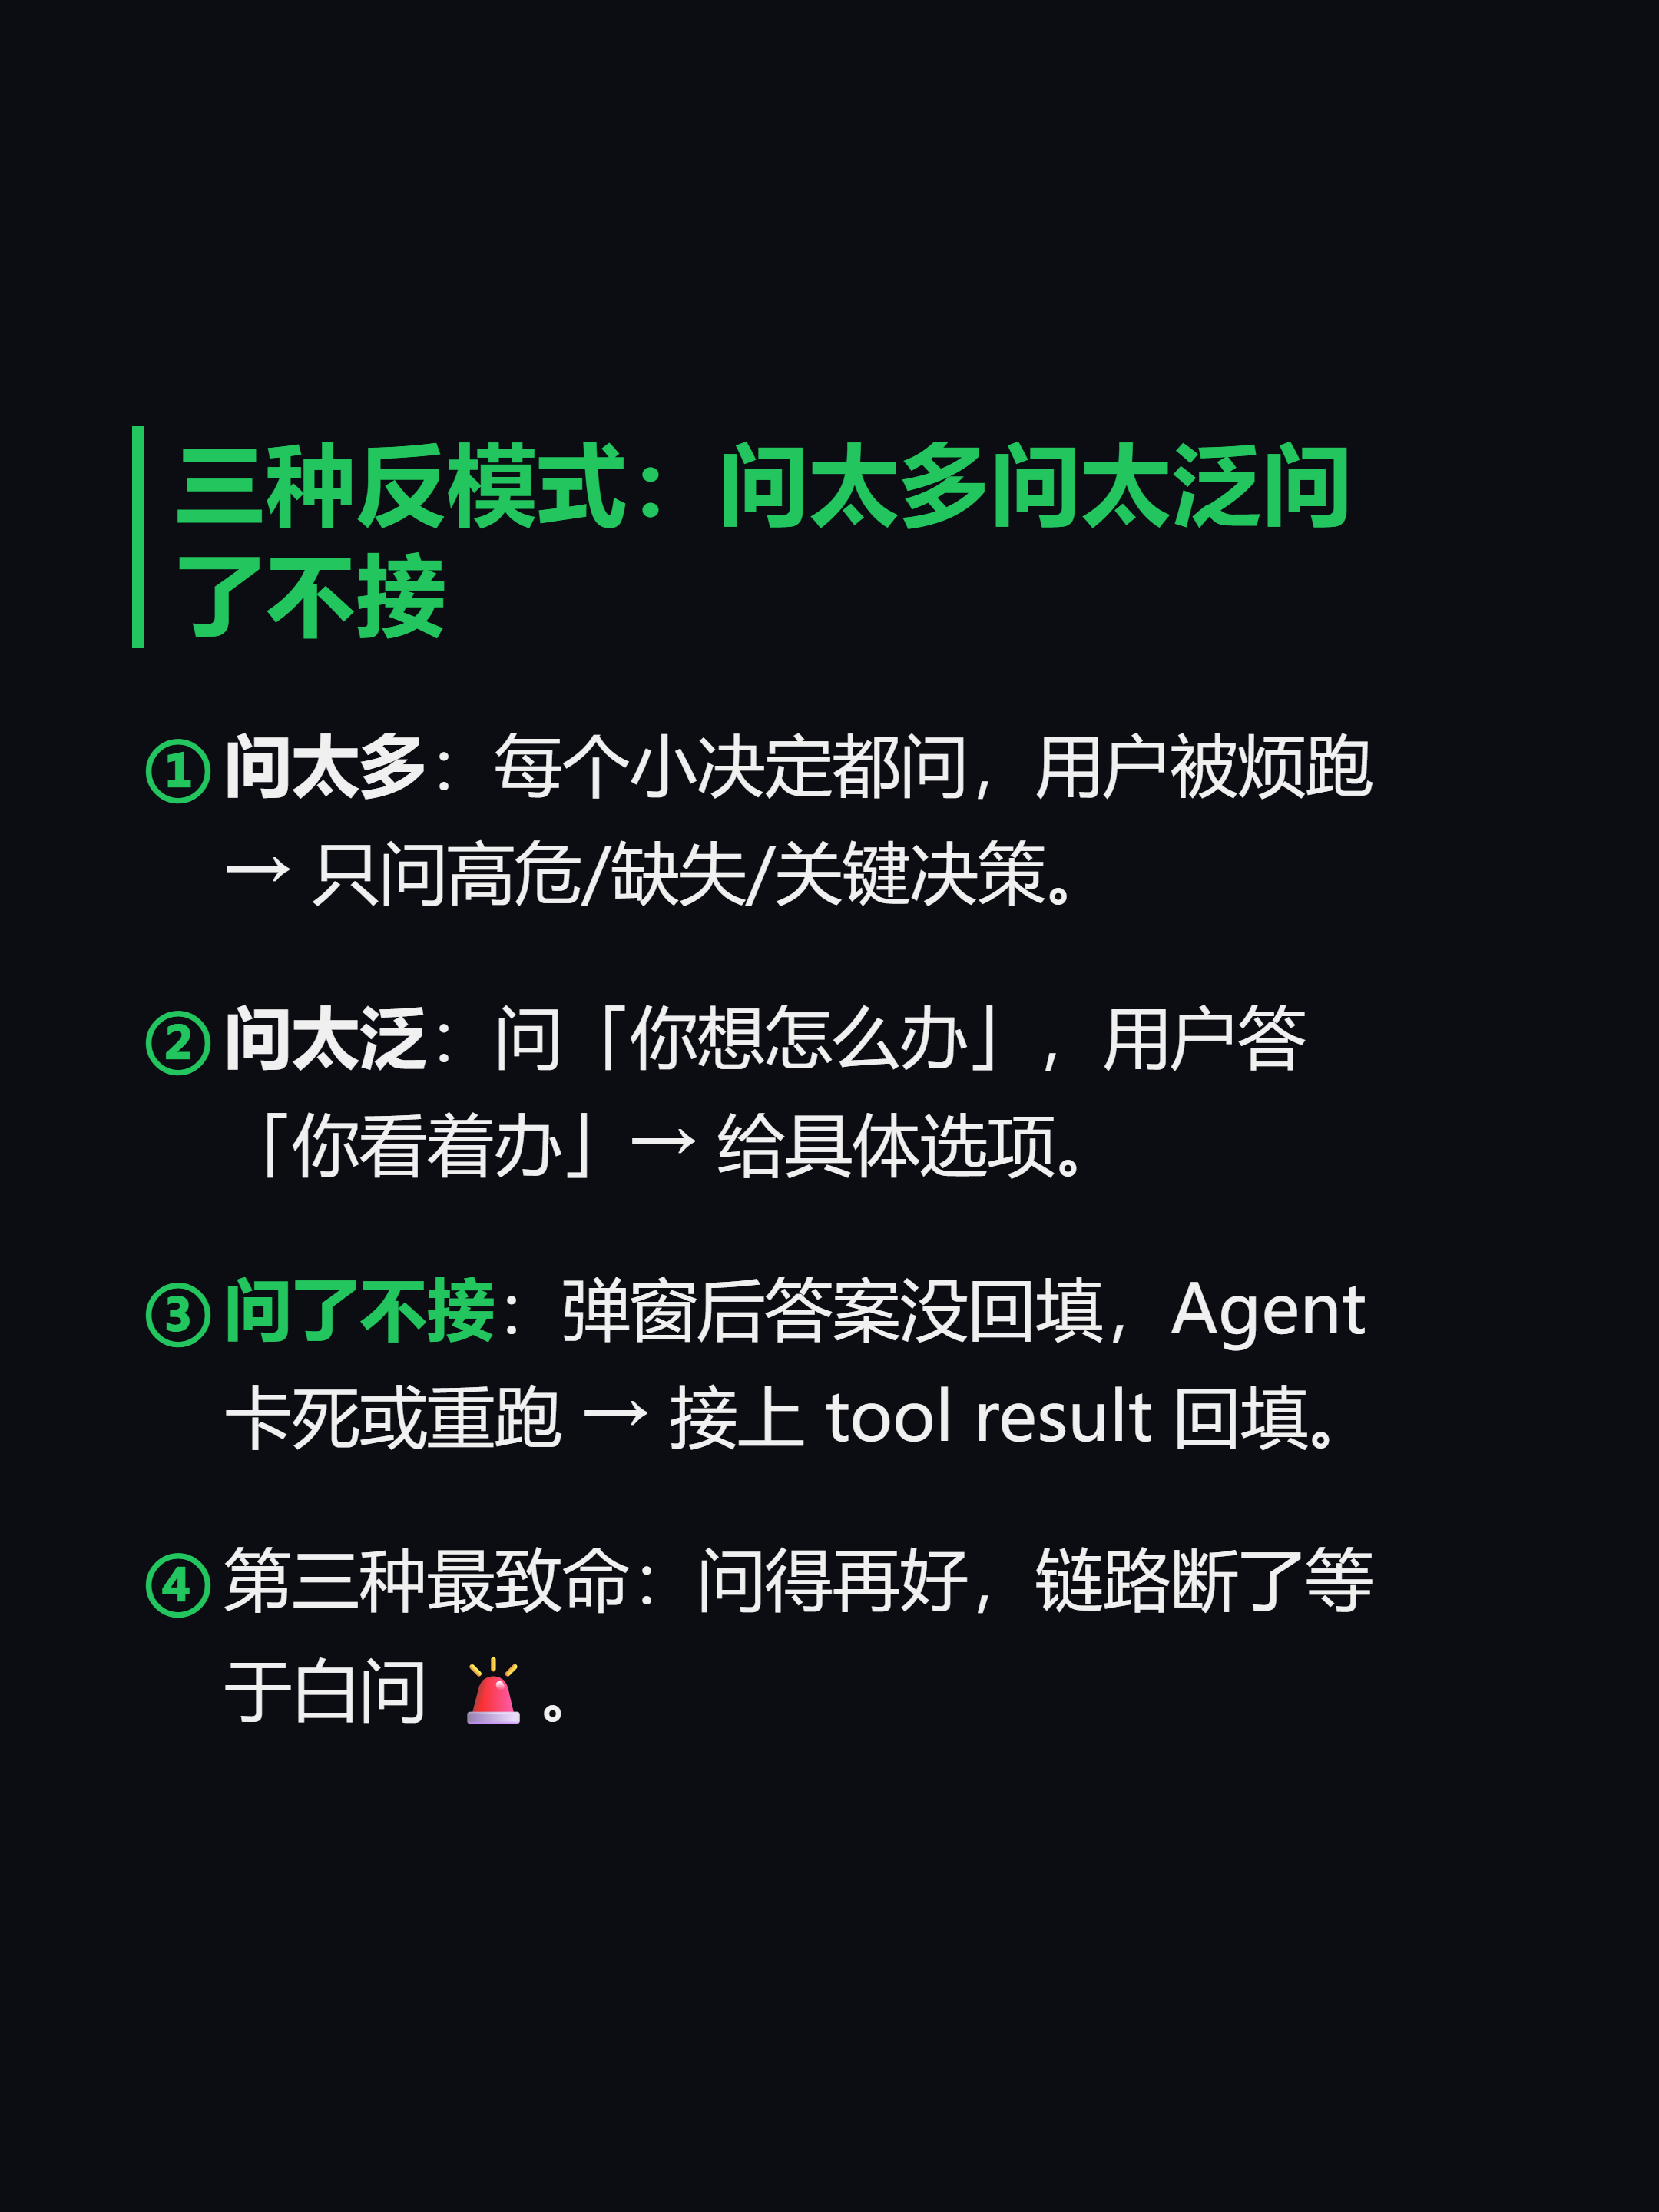 三种反模式：问太多问太泛问
了不接
① 问太多：每个小决定都问，用户被烦跑
→ 只问高危/缺失/关键决策。
② 问太泛：问「你想怎么办」，用户答
「你看着办」→ 给具体选项。
③ 问了不接：弹窗后答案没回填，Agent
卡死或重跑 → 接上 tool result 回填。
④ 第三种最致命：问得再好，链路断了等
于白问 🚨。